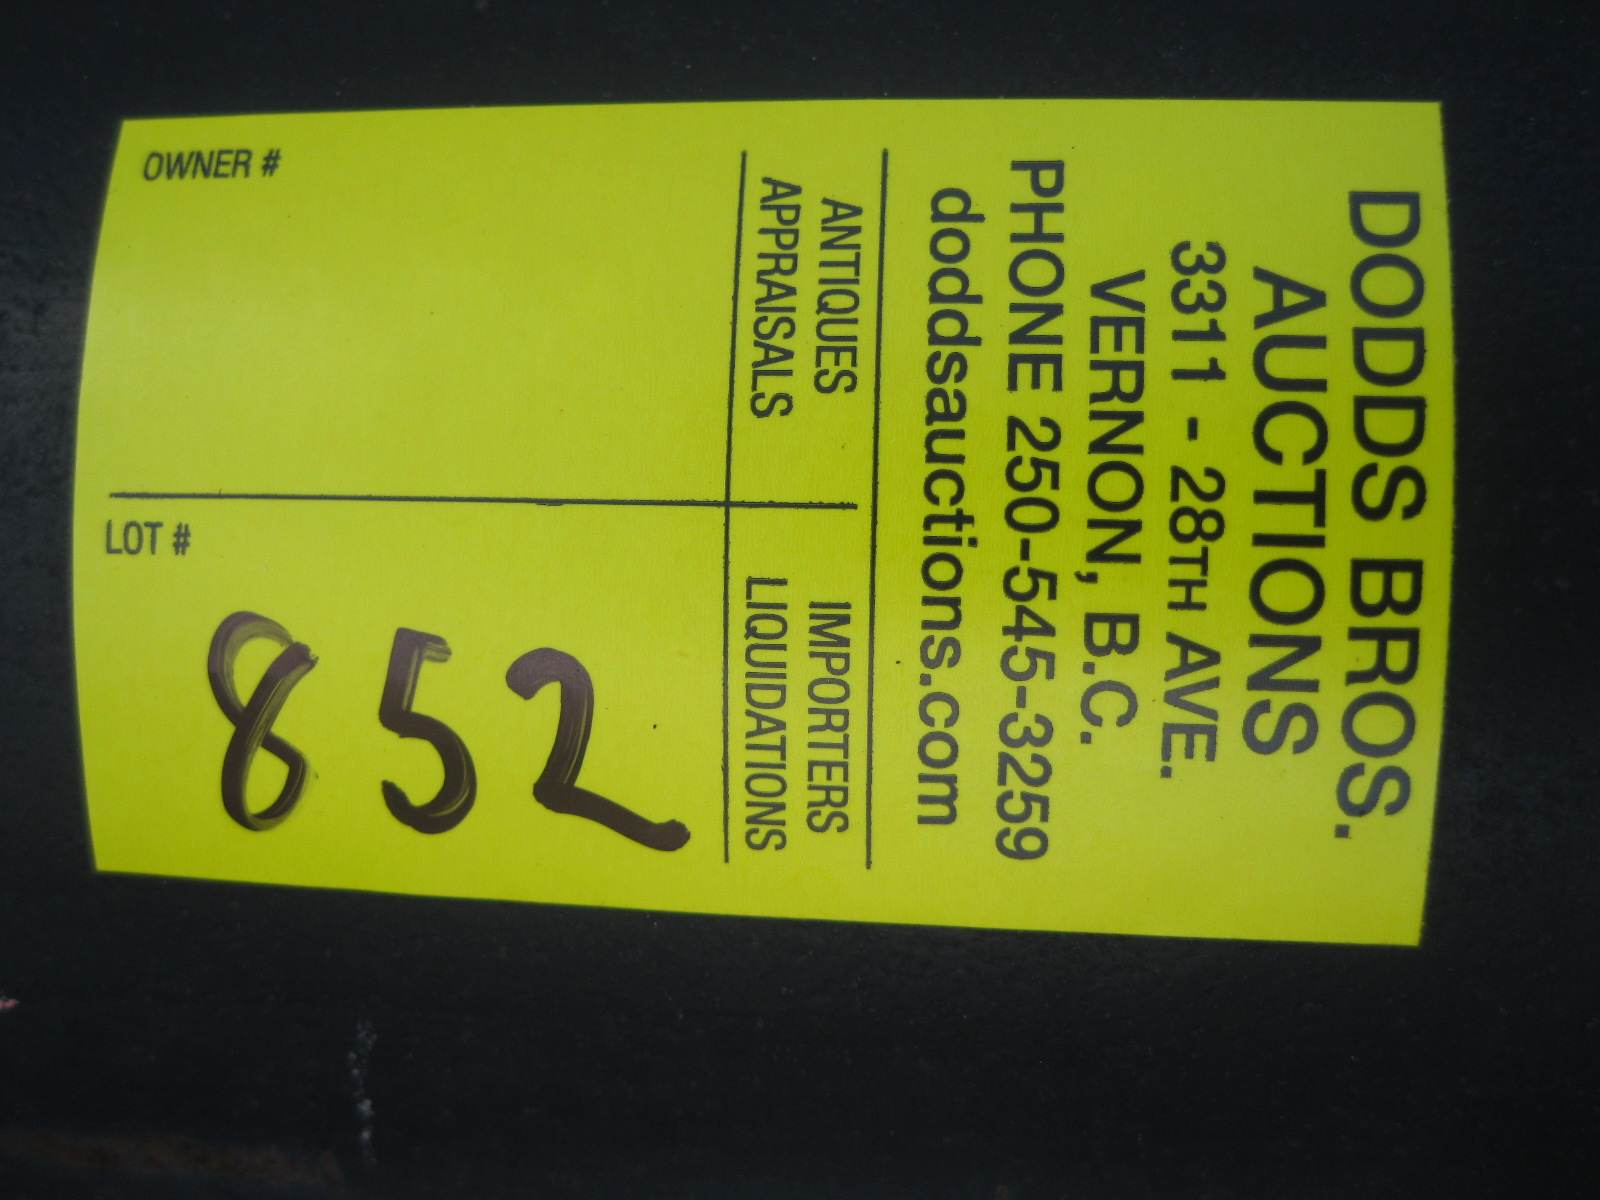 DODDS BROS.
AUCTIONS
3311 - 28TH AVE.
VERNON, B.C.
PHONE 250-545-3259
doddsauctions.com
ANTIQUES
APPRAISALS
IMPORTERS
LIQUIDATIONS
OWNER #
LOT #
852